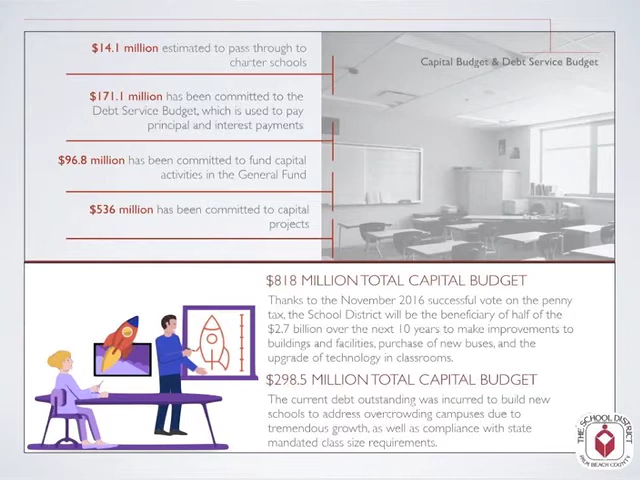 $14.1 million estimated to pass through to
charter schools
Capital Budget & Debt Service Budget
$171.1 million has been committed to the
Debt Service Budget, which is used to pay
principal and interest payments
$96.8 million has been committed to fund capital
activities in the General Fund
$536 million has been committed to capital
projects
$818 MILLION TOTAL CAPITAL BUDGET
Thanks to the November 2016 successful vote on the penny
tax, the School District will be the beneficiary of half of the
$2.7 billion over the next 10 years to make improvements to
buildings and facilities, purchase of new buses, and the
upgrade of technology in classrooms.
$298.5 MILLION TOTAL CAPITAL BUDGET
The current debt outstanding was incurred to build new
schools to address overcrowding campuses due to
tremendous growth, as well as compliance with state
mandated class size requirements.
THE SCHOOL DISTRICT
PALM BEACH COUNTY